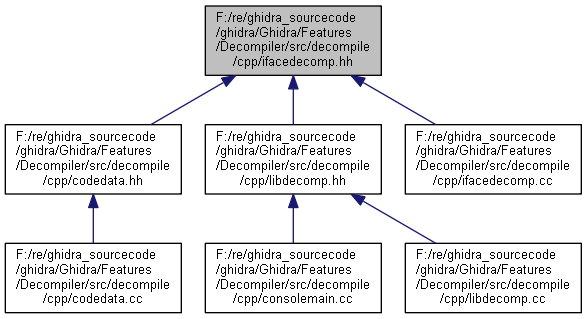 F:/re/ghidra_sourcecode
/ghidra/Ghidra/Features
/Decompiler/src/decompile
/cpp/ifacedecomp.hh
F:/re/ghidra_sourcecode
/ghidra/Ghidra/Features
/Decompiler/src/decompile
/cpp/codedata.hh
F:/re/ghidra_sourcecode
/ghidra/Ghidra/Features
/Decompiler/src/decompile
/cpp/libdecomp.hh
F:/re/ghidra_sourcecode
/ghidra/Ghidra/Features
/Decompiler/src/decompile
/cpp/ifacedecomp.cc
F:/re/ghidra_sourcecode
/ghidra/Ghidra/Features
/Decompiler/src/decompile
/cpp/codedata.cc
F:/re/ghidra_sourcecode
/ghidra/Ghidra/Features
/Decompiler/src/decompile
/cpp/consolemain.cc
F:/re/ghidra_sourcecode
/ghidra/Ghidra/Features
/Decompiler/src/decompile
/cpp/libdecomp.cc